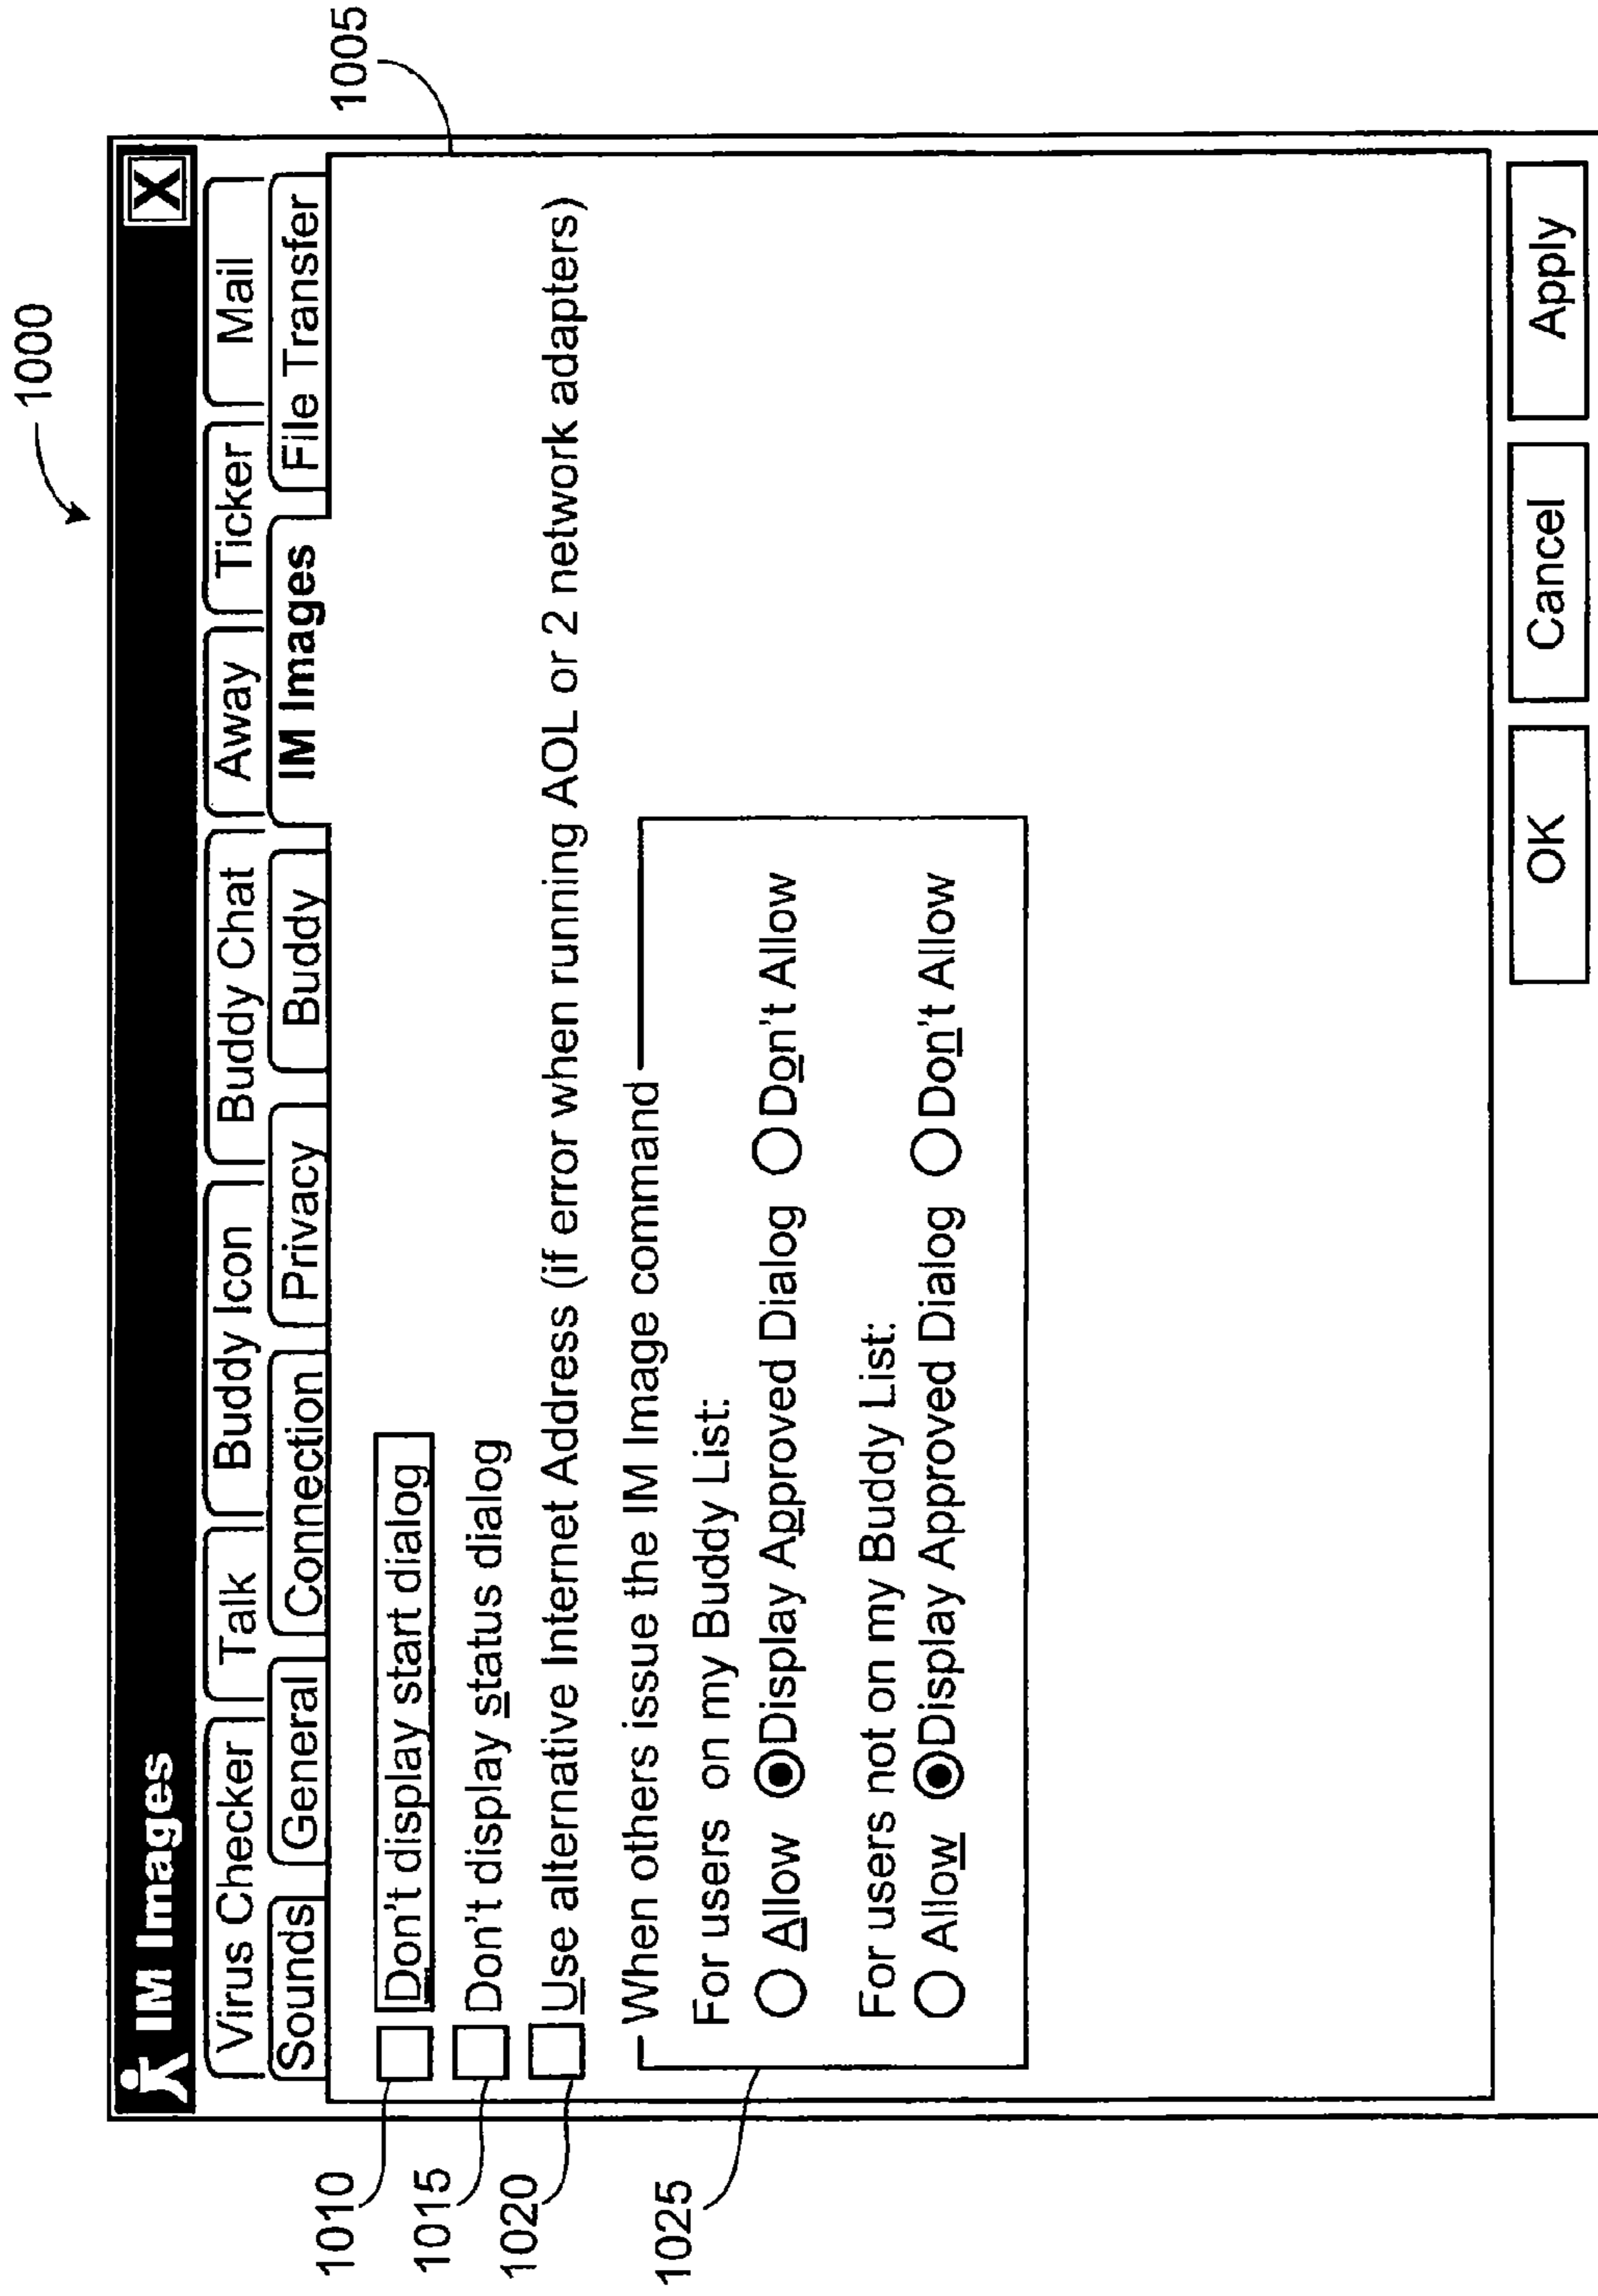 1000
IM Images X
Virus Checker Talk Buddy Icon Buddy Chat Away Ticker Mail
Sounds General Connection Privacy Buddy IM Images File Transfer
1005
1010 Don't display start dialog
1015 Don't display status dialog
1020 Use alternative Internet Address (if error when running AOL or 2 network adapters)
1025 When others issue the IM Image command
For users on my Buddy List:
Allow Display Approved Dialog Don't Allow
For users not on my Buddy List:
Allow Display Approved Dialog Don't Allow
OK Cancel Apply